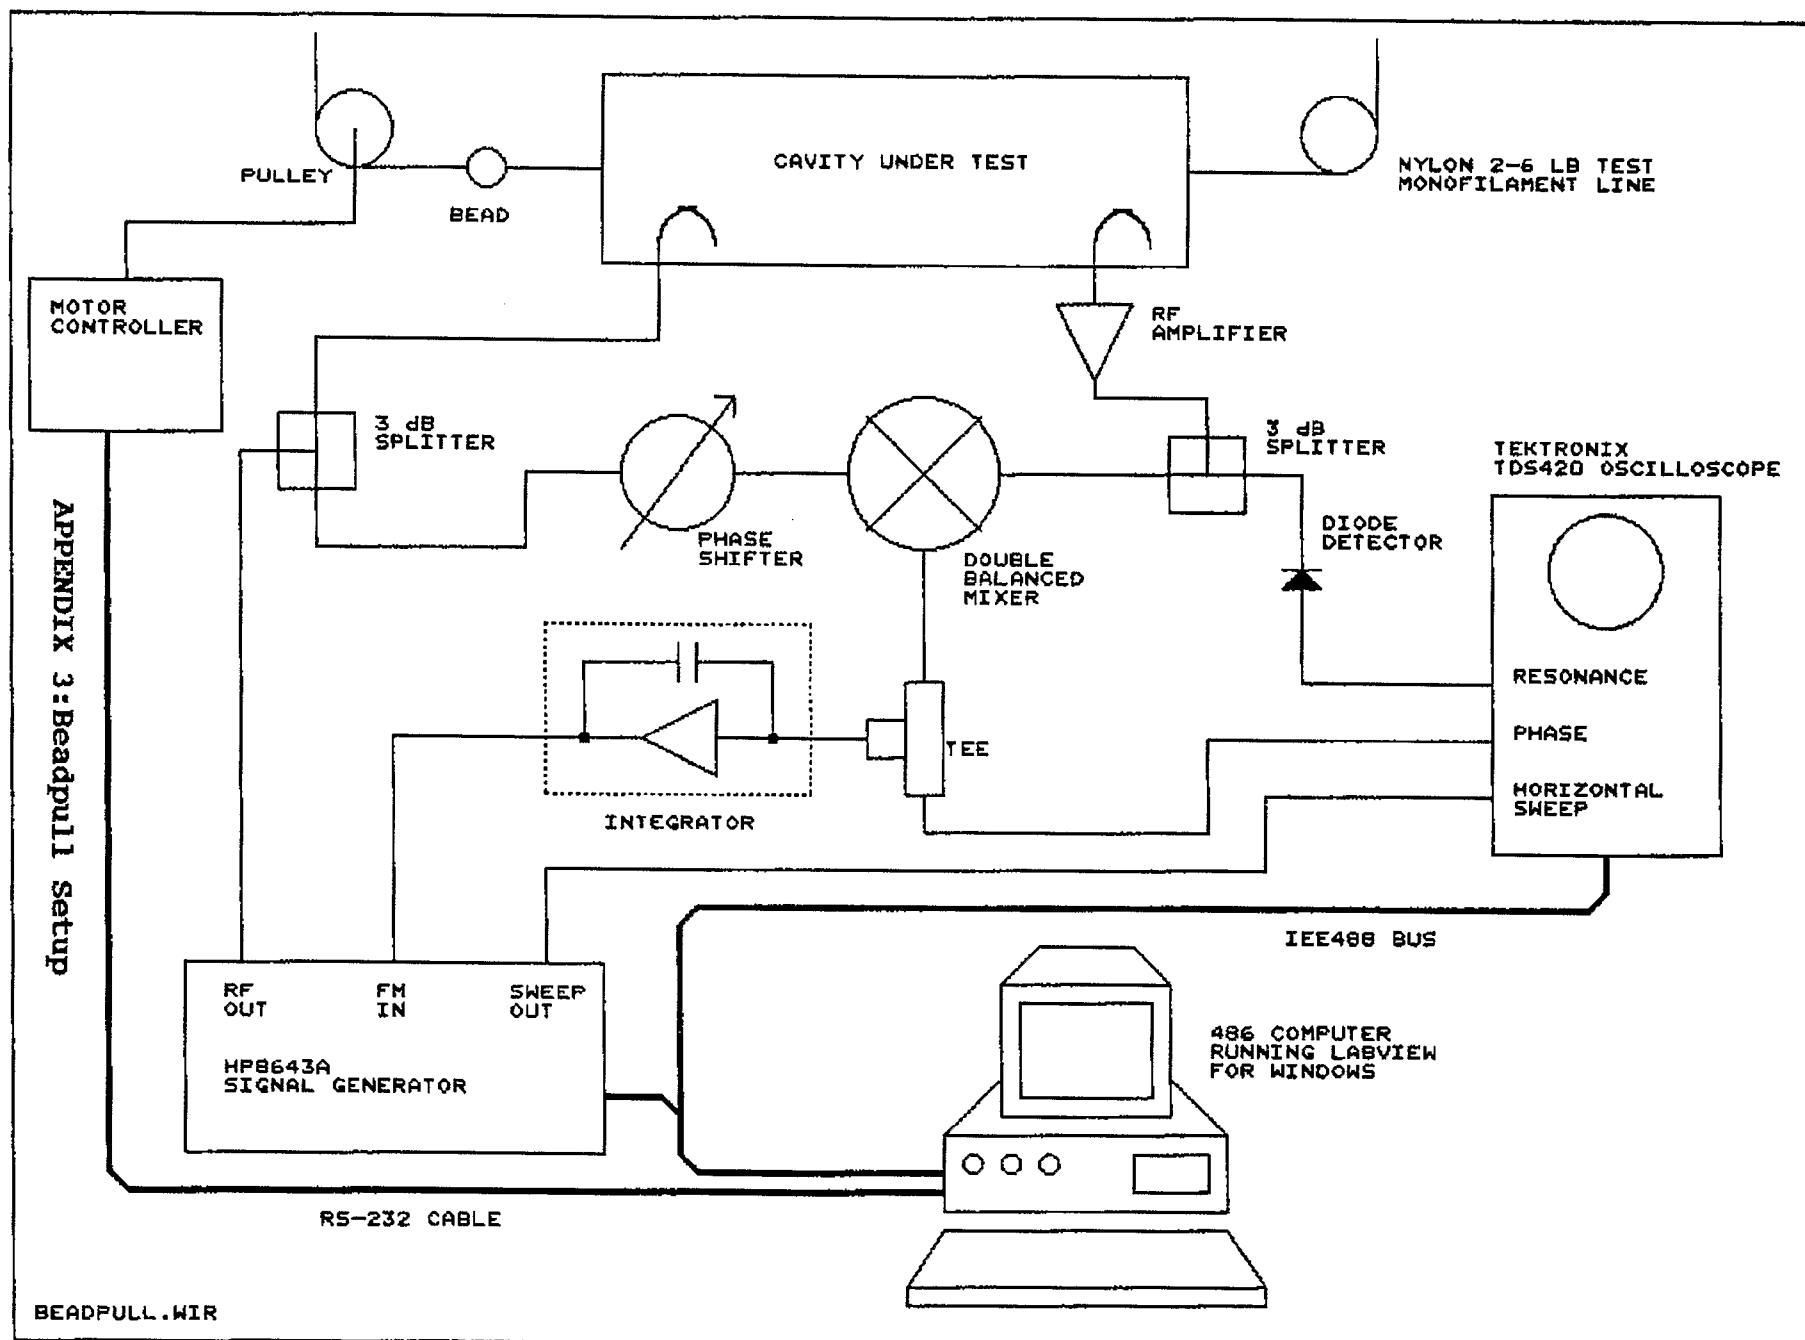 PULLEY
BEAD
CAVITY UNDER TEST
NYLON 2-6 LB TEST
MONOFILAMENT LINE
MOTOR
CONTROLLER
RF
AMPLIFIER
3 dB
SPLITTER
PHASE
SHIFTER
DOUBLE
BALANCED
MIXER
3 dB
SPLITTER
DIODE
DETECTOR
TEKTRONIX
TDS420 OSCILLOSCOPE
RESONANCE
PHASE
HORIZONTAL
SWEEP
TEE
INTEGRATOR
APPENDIX 3:Beadpull Setup
IEE488 BUS
RF
OUT
FM
IN
SWEEP
OUT
HP8643A
SIGNAL GENERATOR
486 COMPUTER
RUNNING LABVIEW
FOR WINDOWS
RS-232 CABLE
BEADPULL.WIR